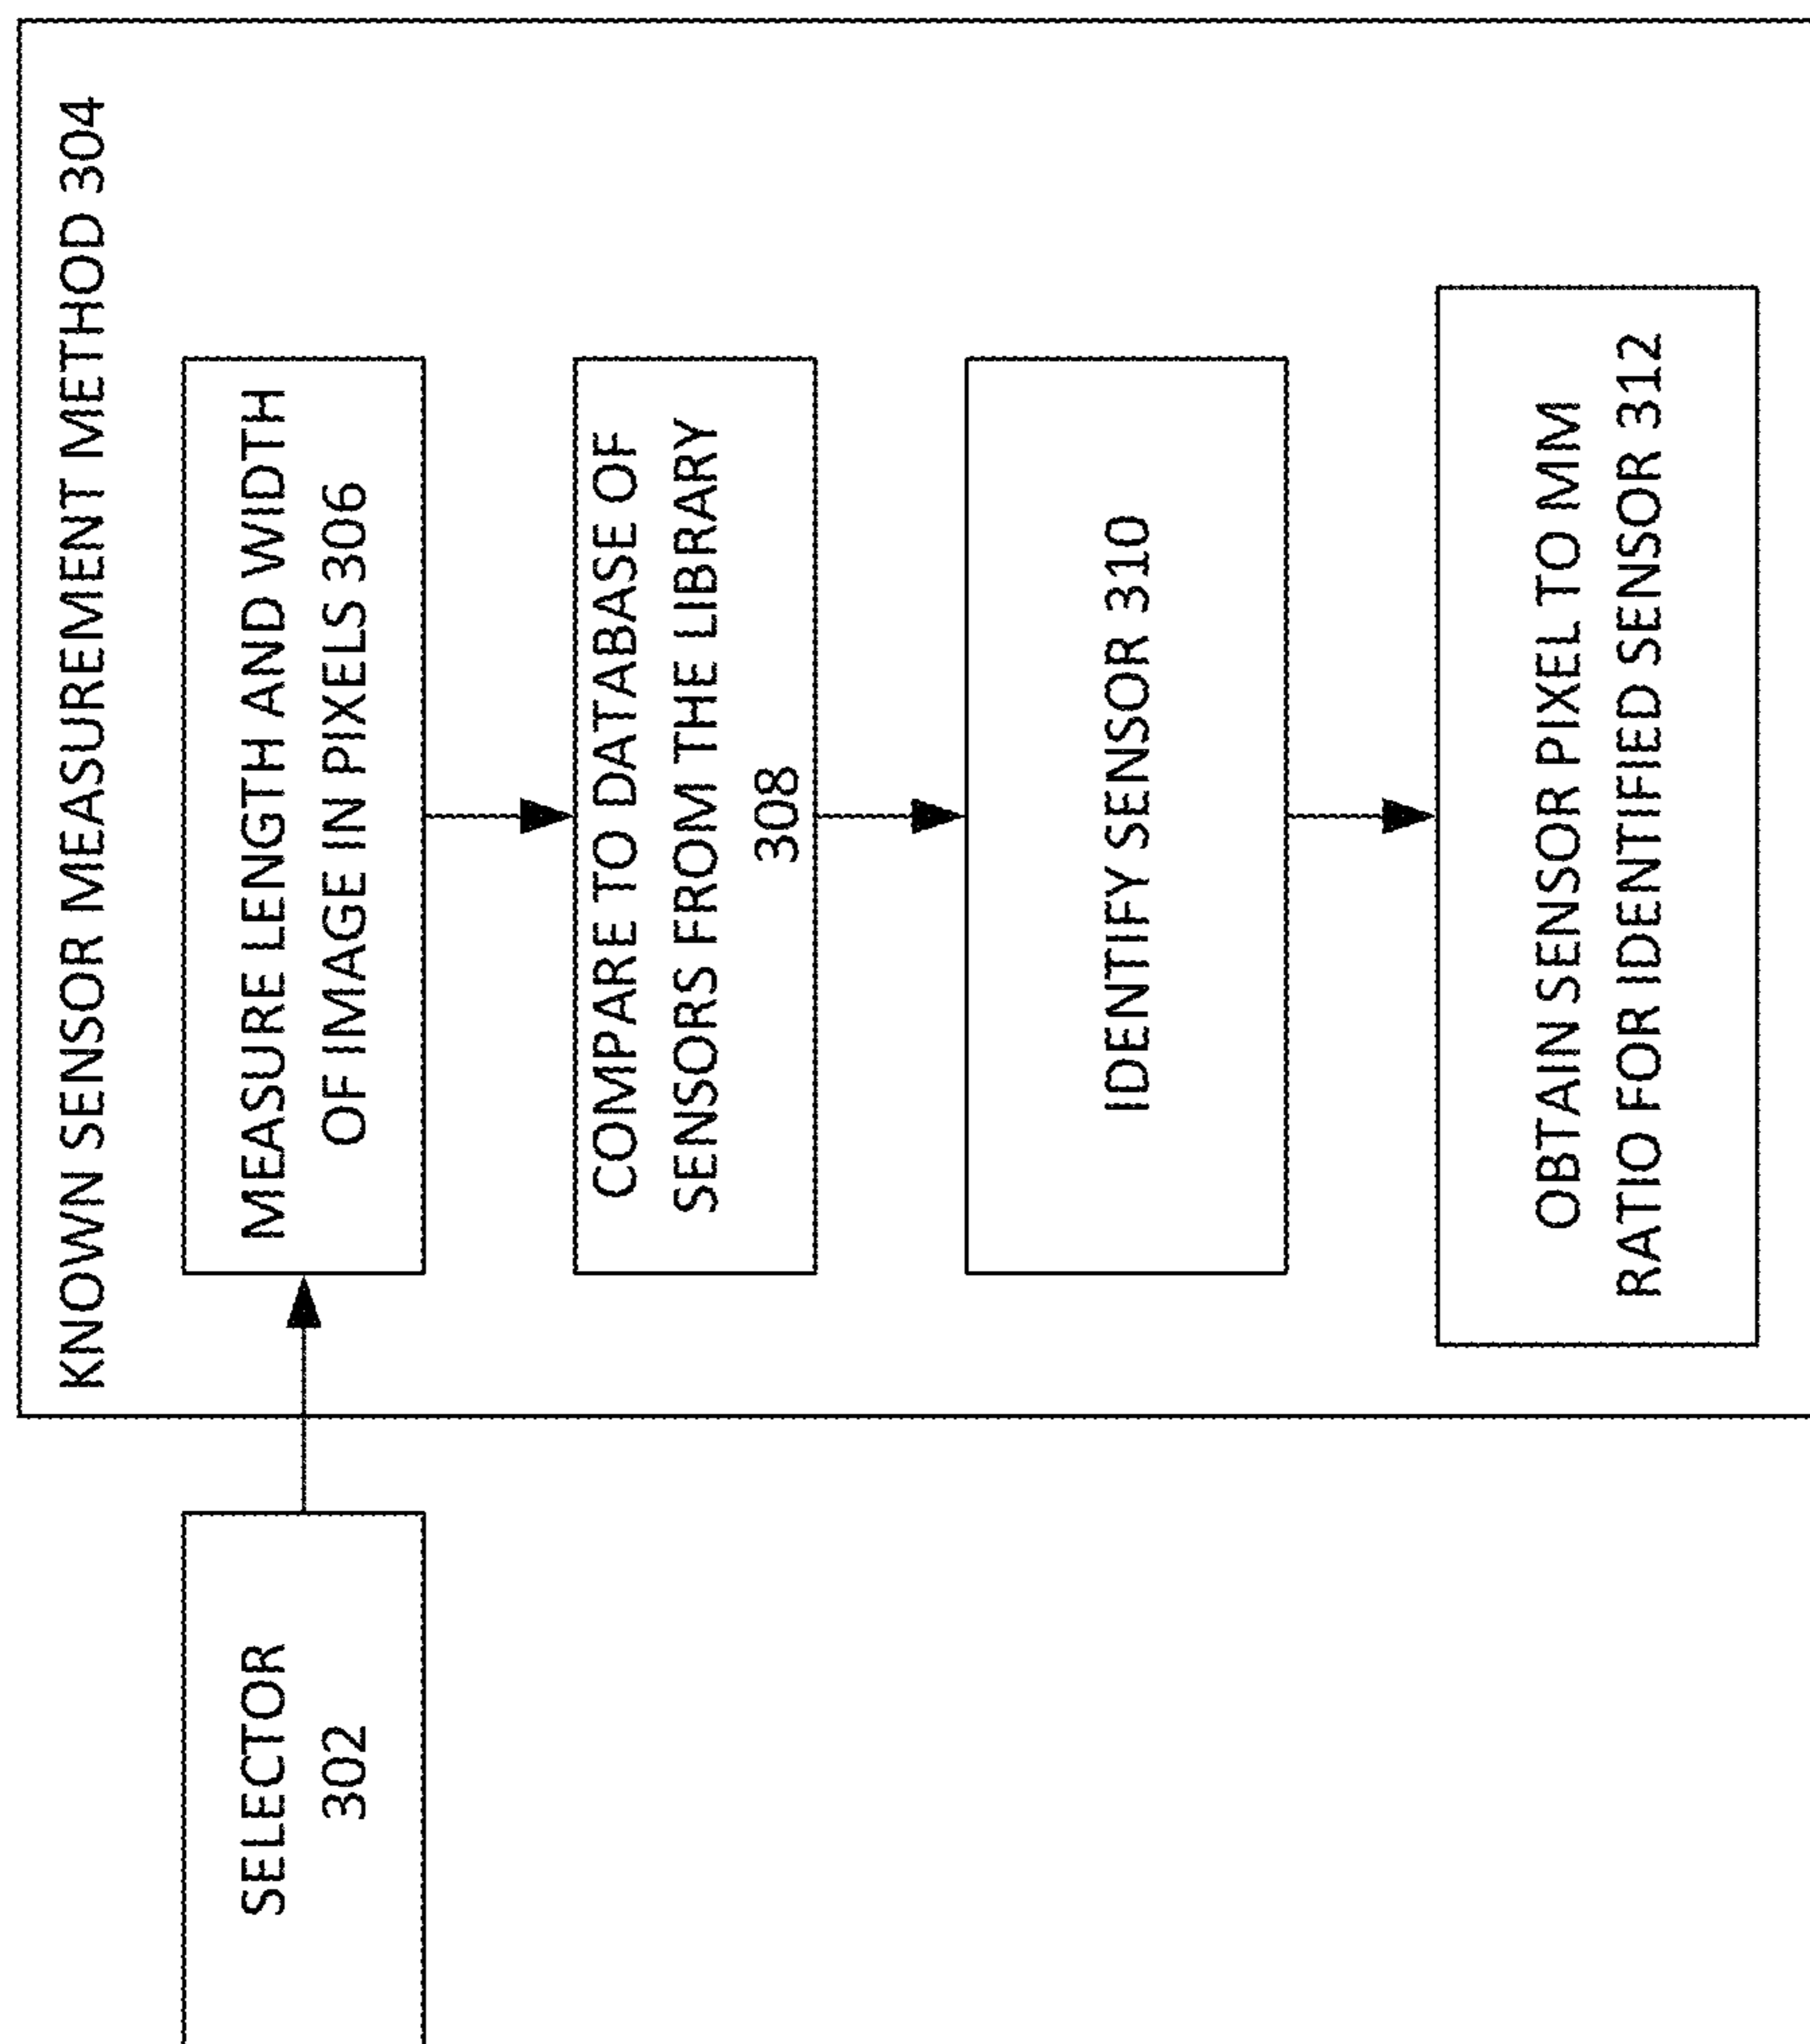 KNOWN SENSOR MEASUREMENT METHOD 304
SELECTOR
302
MEASURE LENGTH AND WIDTH
OF IMAGE IN PIXELS 306
COMPARE TO DATABASE OF
SENSORS FROM THE LIBRARY
308
IDENTIFY SENSOR 310
OBTAIN SENSOR PIXEL TO MM
RATIO FOR IDENTIFIED SENSOR 312